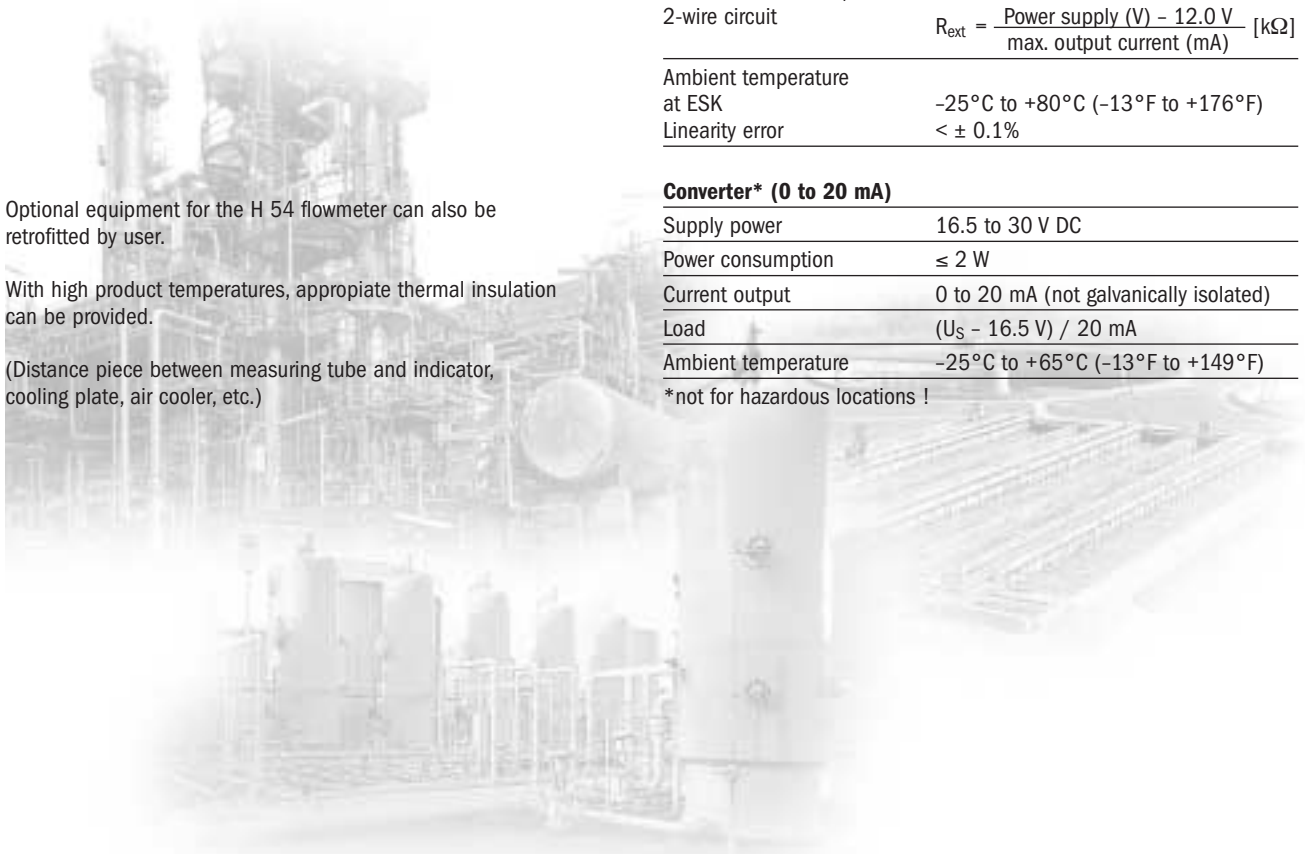 Optional equipment for the H 54 flowmeter can also be
retrofitted by user.
With high product temperatures, appropiate thermal insulation
can be provided.
(Distance piece between measuring tube and indicator,
cooling plate, air cooler, etc.)
2-wire circuit R_ext = Power supply (V) – 12.0 V / max. output current (mA) [kΩ]
Ambient temperature
at ESK –25°C to +80°C (–13°F to +176°F)
Linearity error < ± 0.1%
Converter* (0 to 20 mA)
Supply power 16.5 to 30 V DC
Power consumption ≤ 2 W
Current output 0 to 20 mA (not galvanically isolated)
Load (U_S – 16.5 V) / 20 mA
Ambient temperature –25°C to +65°C (–13°F to +149°F)
*not for hazardous locations !